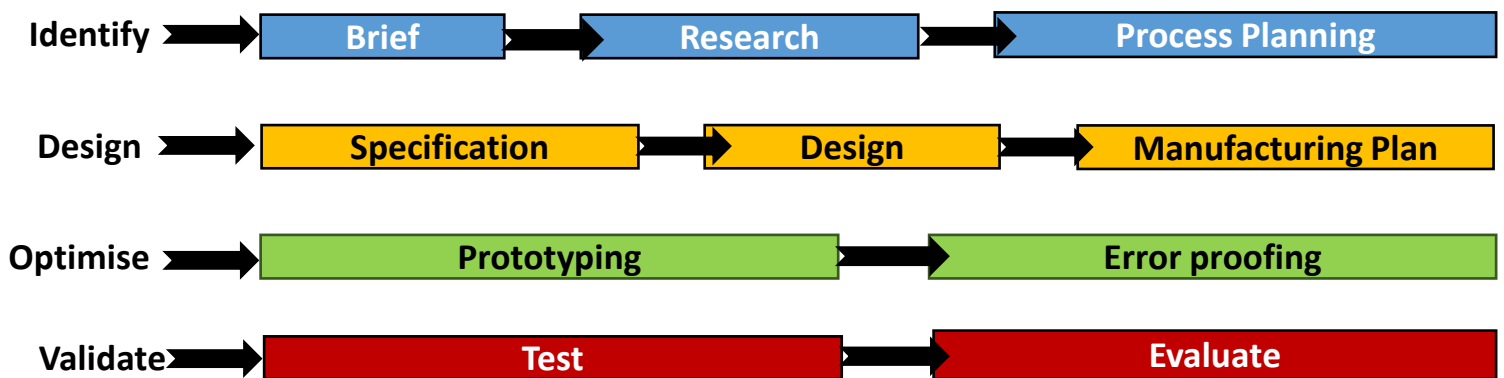 Identify Brief Research Process Planning
Design Specification Design Manufacturing Plan
Optimise Prototyping Error proofing
Validate Test Evaluate